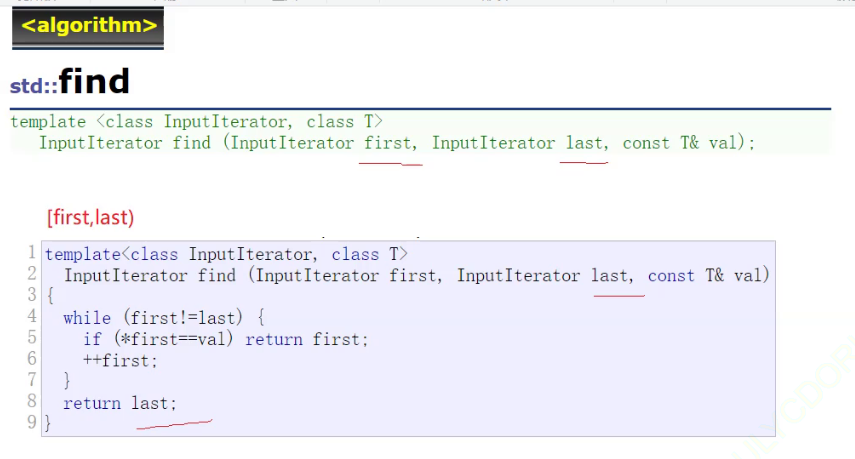 <algorithm>
std::find
template <class InputIterator, class T>
InputIterator find (InputIterator first, InputIterator last, const T& val);
[first,last)
1 template<class InputIterator, class T>
2 InputIterator find (InputIterator first, InputIterator last, const T& val)
3 {
4 while (first!=last) {
5 if (*first==val) return first;
6 ++first;
7 }
8 return last;
9 }